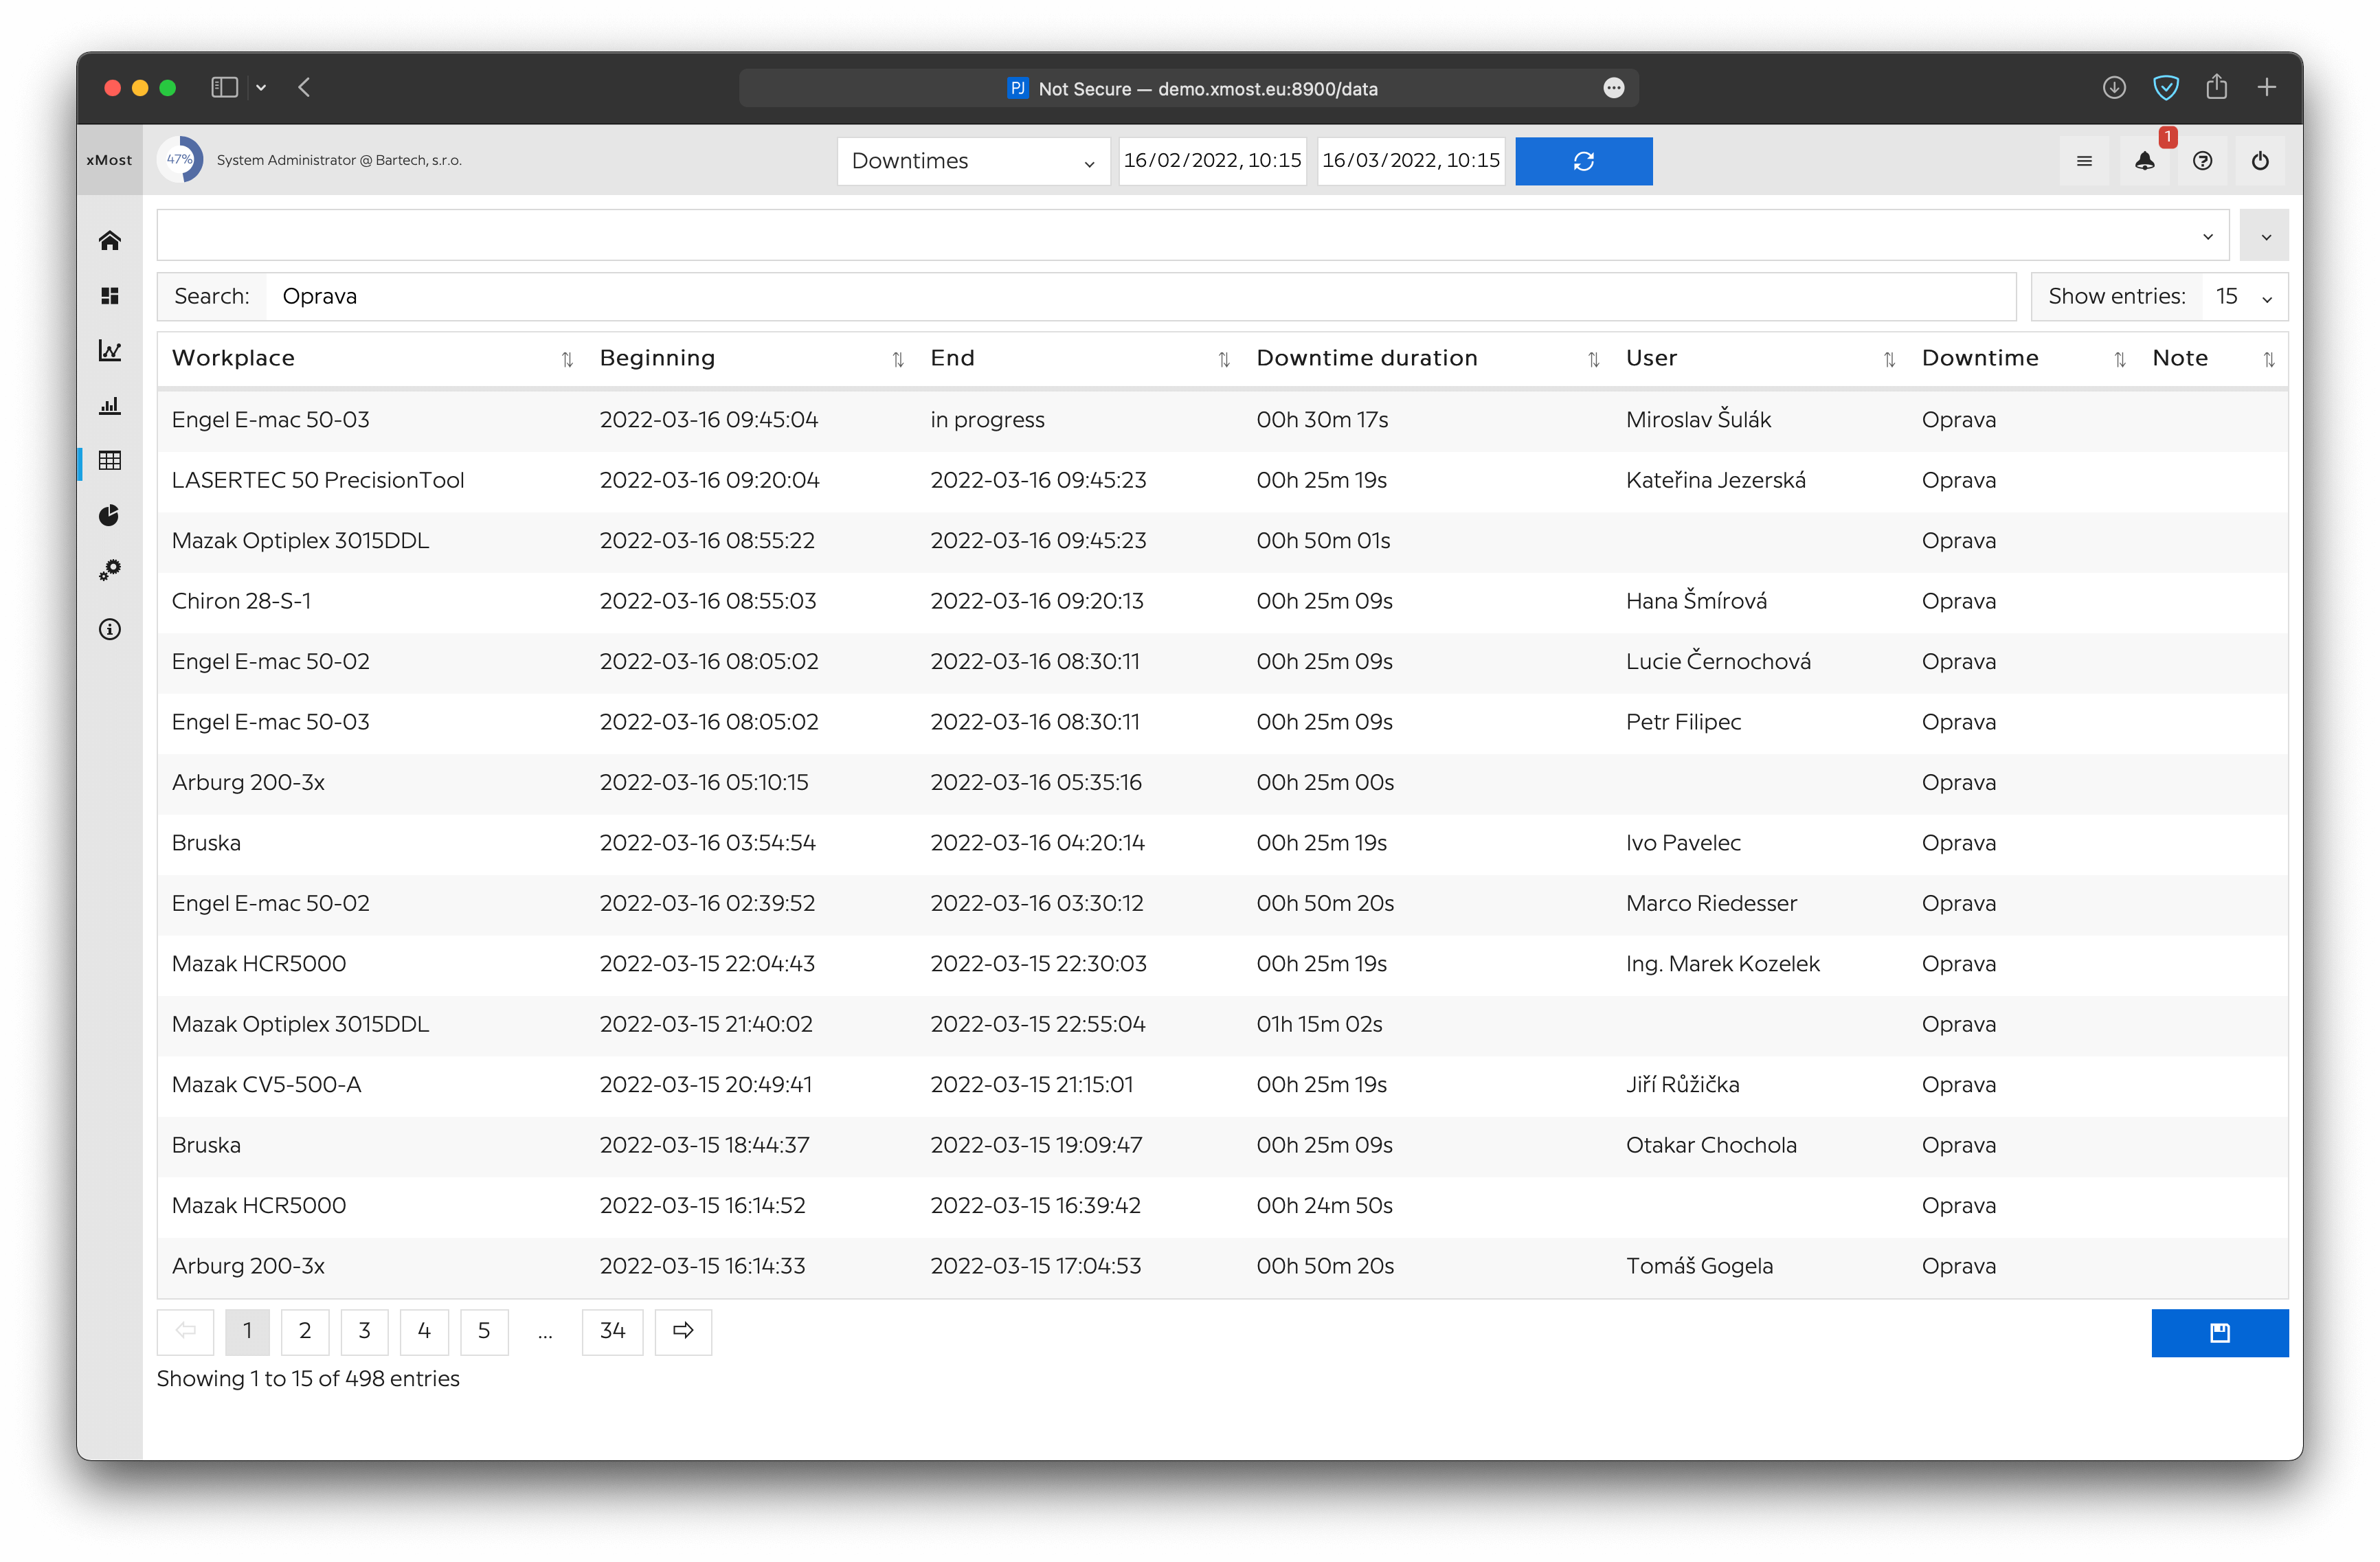 PJ Not Secure — demo.xmost.eu:8900/data
xMost 47% System Administrator @ Bartech, s.r.o. Downtimes 16/02/2022, 10:15 16/03/2022, 10:15 1
Search: Oprava Show entries: 15
Workplace Beginning End Downtime duration User Downtime Note
Engel E-mac 50-03 2022-03-16 09:45:04 in progress 00h 30m 17s Miroslav Šulák Oprava
LASERTEC 50 PrecisionTool 2022-03-16 09:20:04 2022-03-16 09:45:23 00h 25m 19s Kateřina Jezerská Oprava
Mazak Optiplex 3015DDL 2022-03-16 08:55:22 2022-03-16 09:45:23 00h 50m 01s Oprava
Chiron 28-S-1 2022-03-16 08:55:03 2022-03-16 09:20:13 00h 25m 09s Hana Šmírová Oprava
Engel E-mac 50-02 2022-03-16 08:05:02 2022-03-16 08:30:11 00h 25m 09s Lucie Černochová Oprava
Engel E-mac 50-03 2022-03-16 08:05:02 2022-03-16 08:30:11 00h 25m 09s Petr Filipec Oprava
Arburg 200-3x 2022-03-16 05:10:15 2022-03-16 05:35:16 00h 25m 00s Oprava
Bruska 2022-03-16 03:54:54 2022-03-16 04:20:14 00h 25m 19s Ivo Pavelec Oprava
Engel E-mac 50-02 2022-03-16 02:39:52 2022-03-16 03:30:12 00h 50m 20s Marco Riedesser Oprava
Mazak HCR5000 2022-03-15 22:04:43 2022-03-15 22:30:03 00h 25m 19s Ing. Marek Kozelek Oprava
Mazak Optiplex 3015DDL 2022-03-15 21:40:02 2022-03-15 22:55:04 01h 15m 02s Oprava
Mazak CV5-500-A 2022-03-15 20:49:41 2022-03-15 21:15:01 00h 25m 19s Jiří Růžička Oprava
Bruska 2022-03-15 18:44:37 2022-03-15 19:09:47 00h 25m 09s Otakar Chochola Oprava
Mazak HCR5000 2022-03-15 16:14:52 2022-03-15 16:39:42 00h 24m 50s Oprava
Arburg 200-3x 2022-03-15 16:14:33 2022-03-15 17:04:53 00h 50m 20s Tomáš Gogela Oprava
1 2 3 4 5 ... 34
Showing 1 to 15 of 498 entries